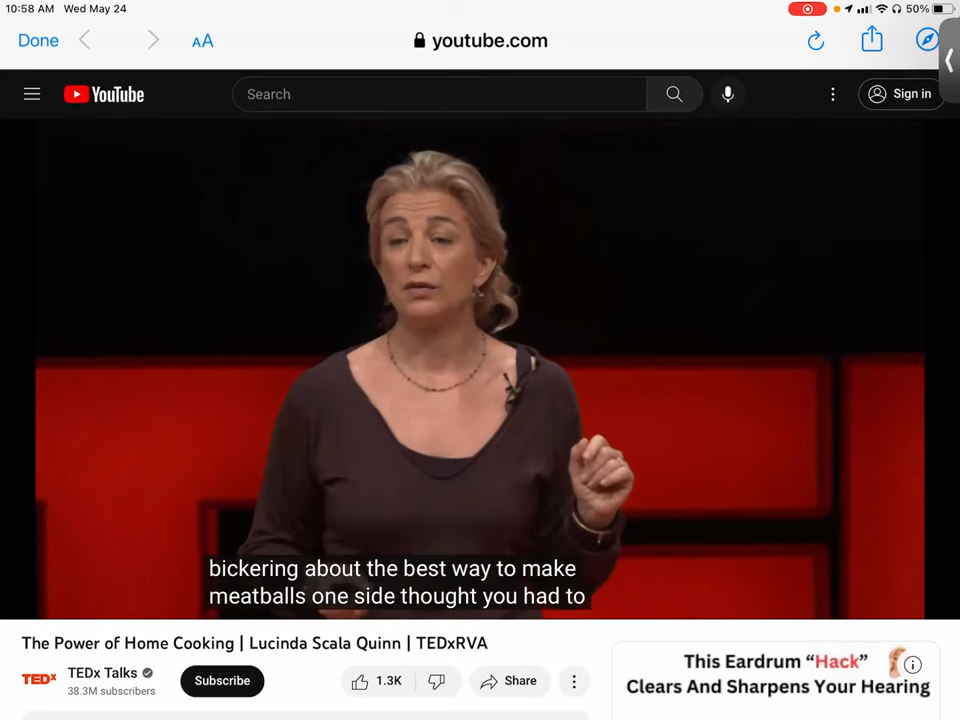 10:58 AM Wed May 24
50%
Done
AA
youtube.com
YouTube
Search
Sign in
bickering about the best way to make
meatballs one side thought you had to
The Power of Home Cooking | Lucinda Scala Quinn | TEDxRVA
TEDx
TEDx Talks
38.3M subscribers
Subscribe
1.3K
Share
This Eardrum “Hack”
Clears And Sharpens Your Hearing